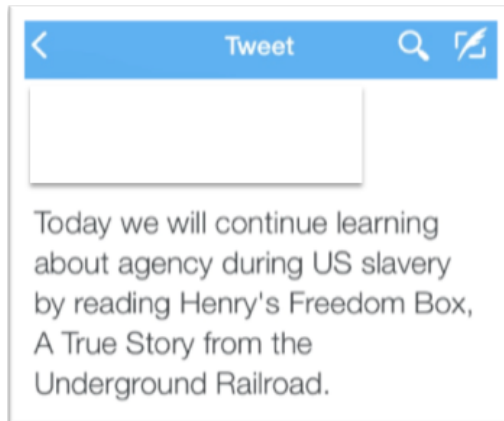 Tweet
Today we will continue learning
about agency during US slavery
by reading Henry's Freedom Box,
A True Story from the
Underground Railroad.